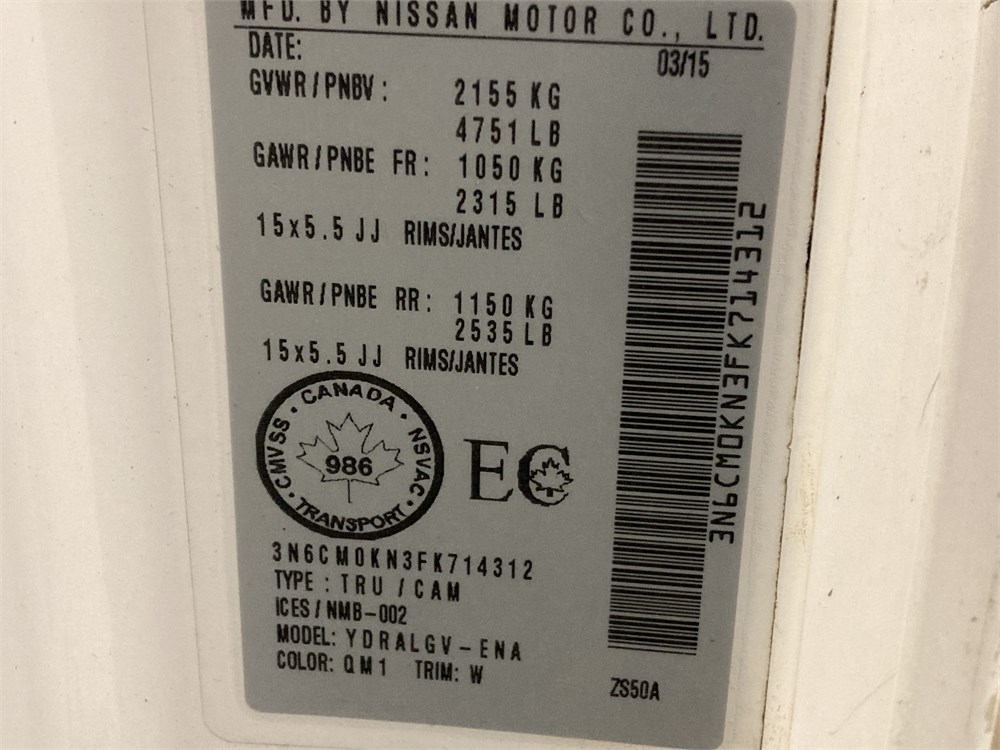 MFD. BY NISSAN MOTOR CO., LTD.
DATE: 03/15
GVWR/PNBV: 2155 KG
4751 LB
GAWR/PNBE FR: 1050 KG
2315 LB
15x5.5 JJ RIMS/JANTES
GAWR/PNBE RR: 1150 KG
2535 LB
15x5.5 JJ RIMS/JANTES
CANADA
CMVSS · NSVAC
986
TRANSPORT
EC
3N6CM0KN3FK714312
TYPE: TRU / CAM
ICES/NMB-002
MODEL: YDRALGV-ENA
COLOR: QM1 TRIM: W
3N6CM0KN3FK714312
ZS50A